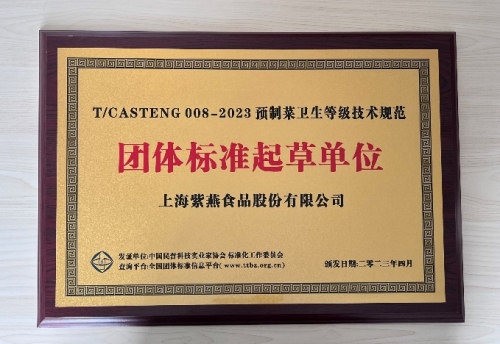 T/CASTENG 008-2023 预制菜卫生等级技术规范
团体标准起草单位
上海紫燕食品股份有限公司
发证单位:中国民营科技实业家协会 标准化工作委员会
查询平台:全国团体标准信息平台( www.ttbz.org.cn)
颁发日期:二零二三年四月